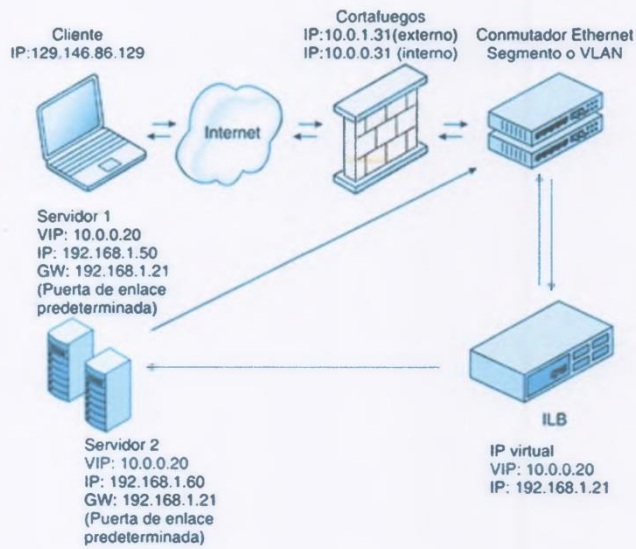 Cliente
IP:129.146.86.129
Internet
Cortafuegos
IP:10.0.1.31(externo)
IP:10.0.0.31 (interno)
Conmutador Ethernet
Segmento o VLAN
Servidor 1
VIP: 10.0.0.20
IP: 192.168.1.50
GW: 192.168.1.21
(Puerta de enlace
predeterminada)
Servidor 2
VIP: 10.0.0.20
IP: 192.168.1.60
GW: 192.168.1.21
(Puerta de enlace
predeterminada)
ILB
IP virtual
VIP: 10.0.0.20
IP: 192.168.1.21